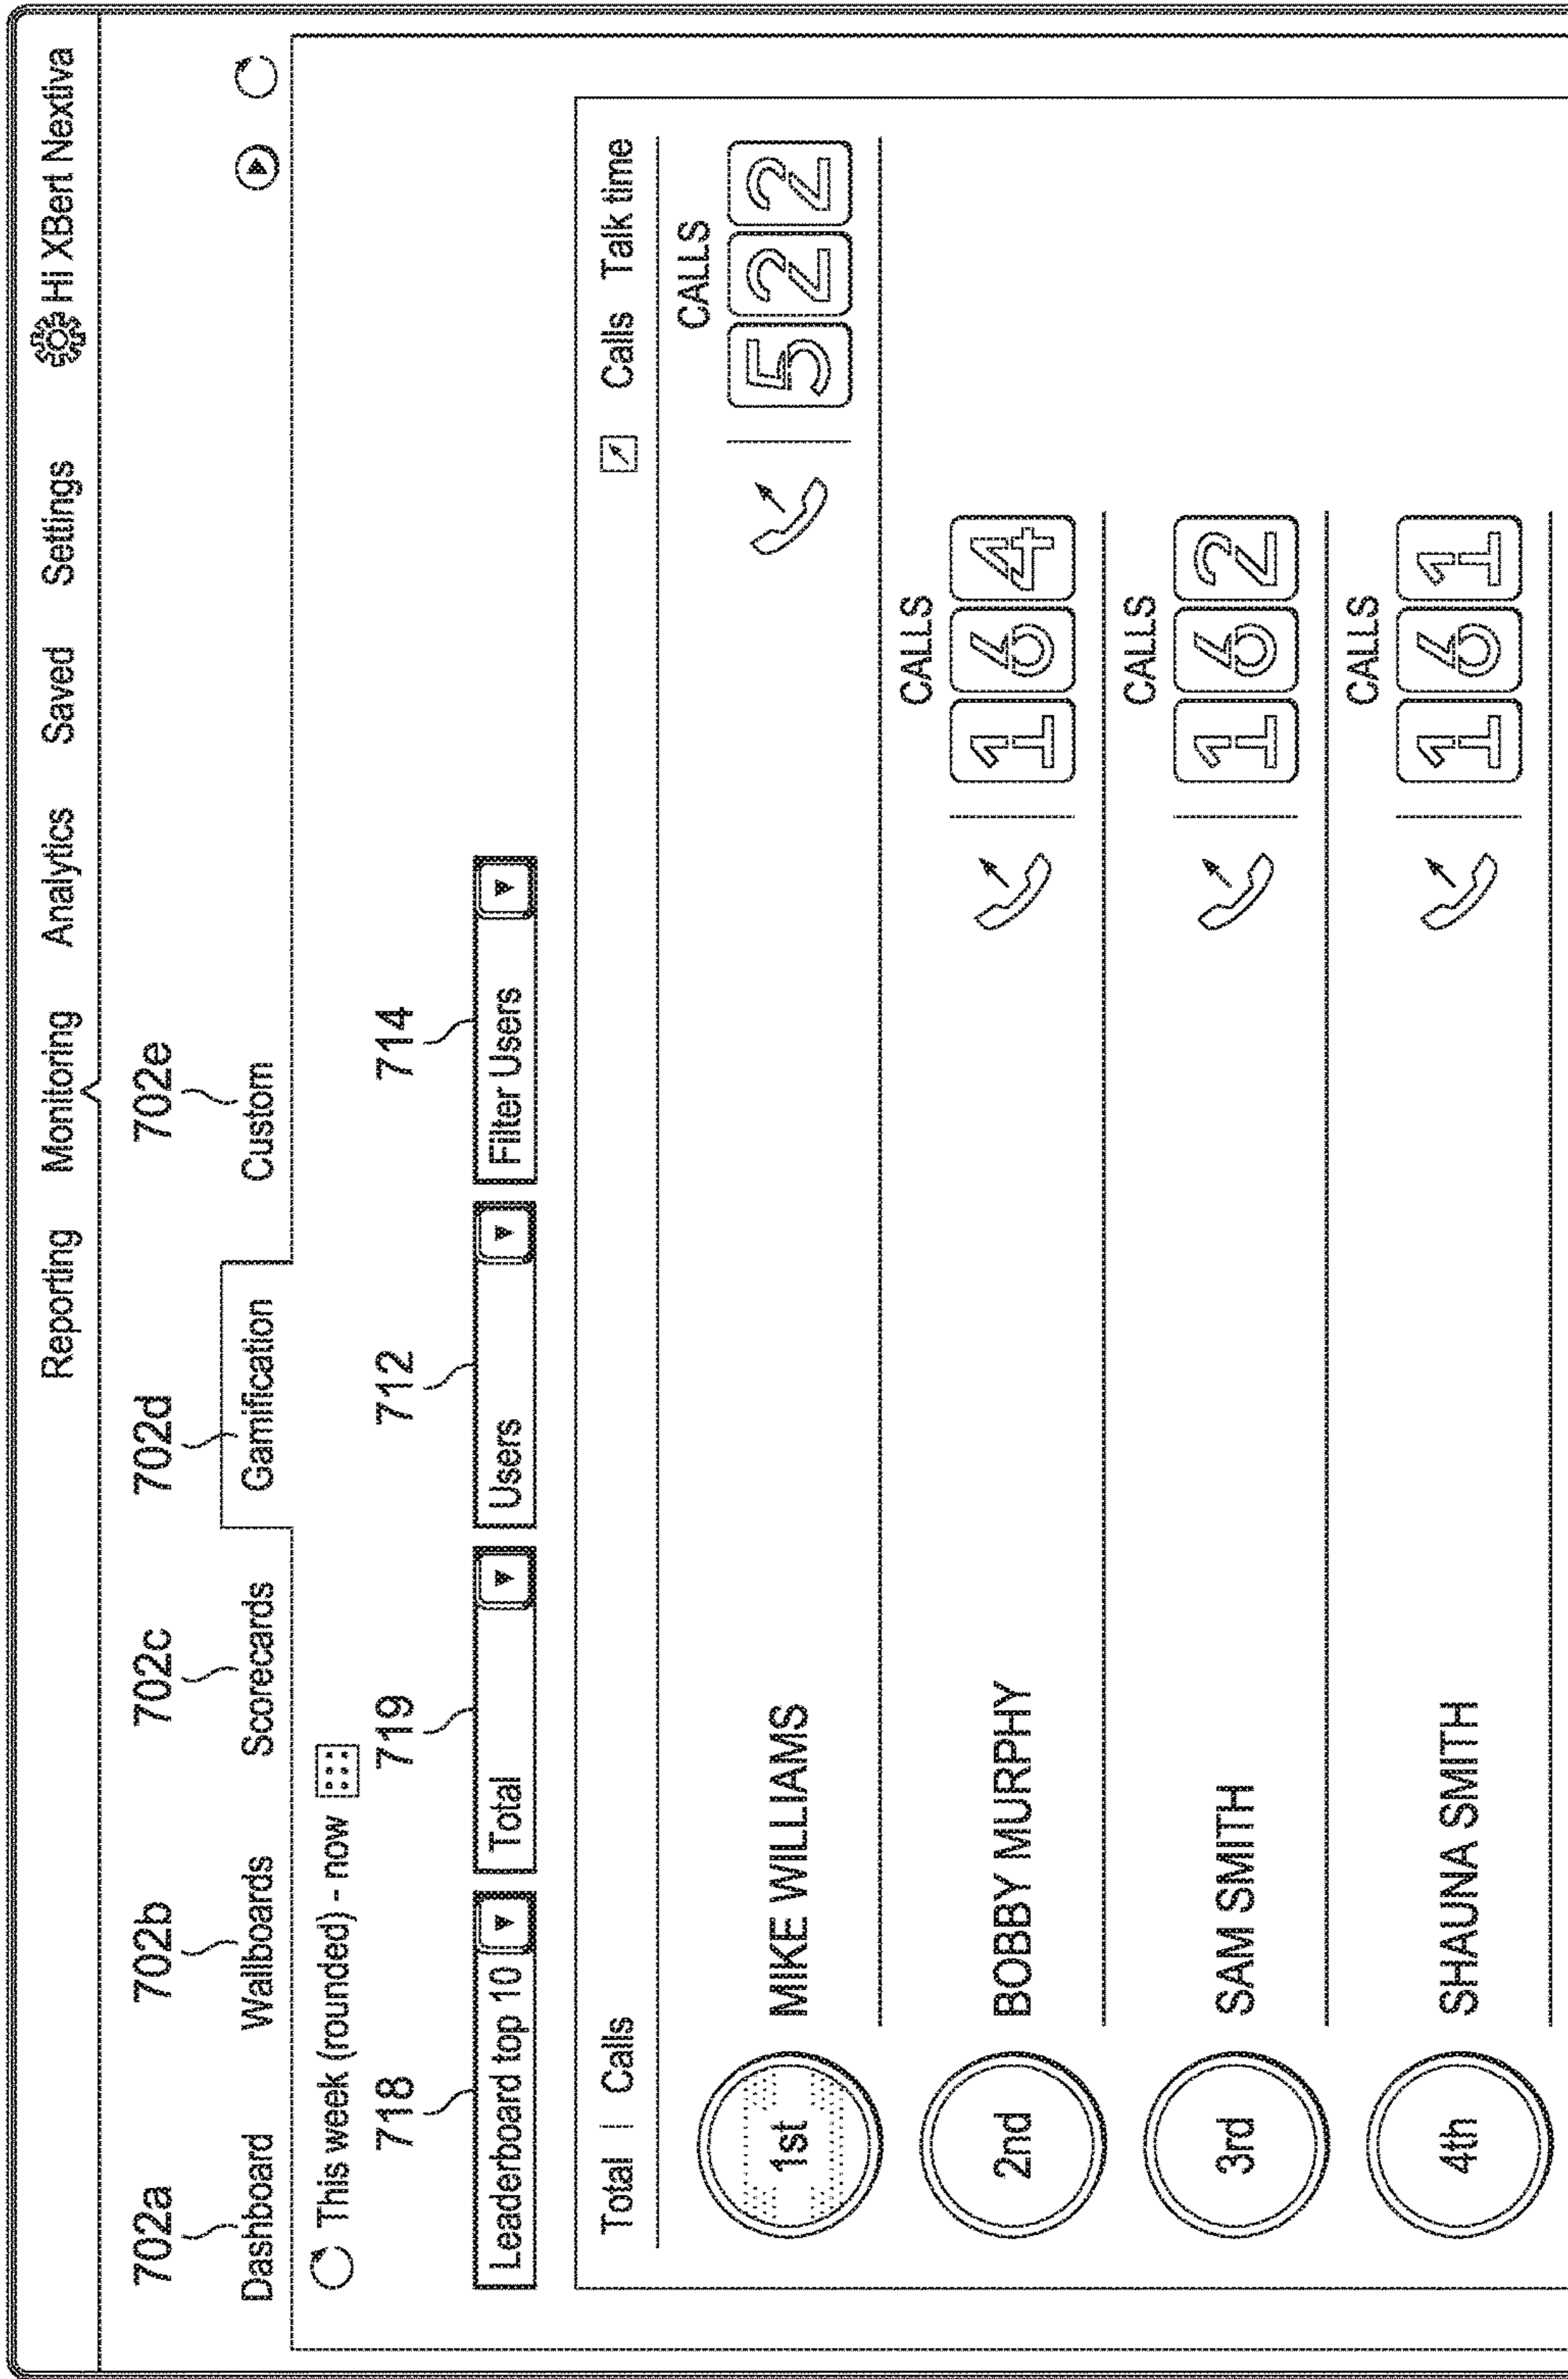 Reporting Monitoring Analytics Saved Settings Hi XBert Nextiva
702a 702b 702c 702d 702e
Dashboard Wallboards Scorecards Gamification Custom
This week (rounded) - now
718 719 712 714
Leaderboard top 10 Total Users Filter Users
Total | Calls Calls Talk time
CALLS
1st MIKE WILLIAMS 522
CALLS
2nd BOBBY MURPHY 164
CALLS
3rd SAM SMITH 162
CALLS
4th SHAUNA SMITH 161